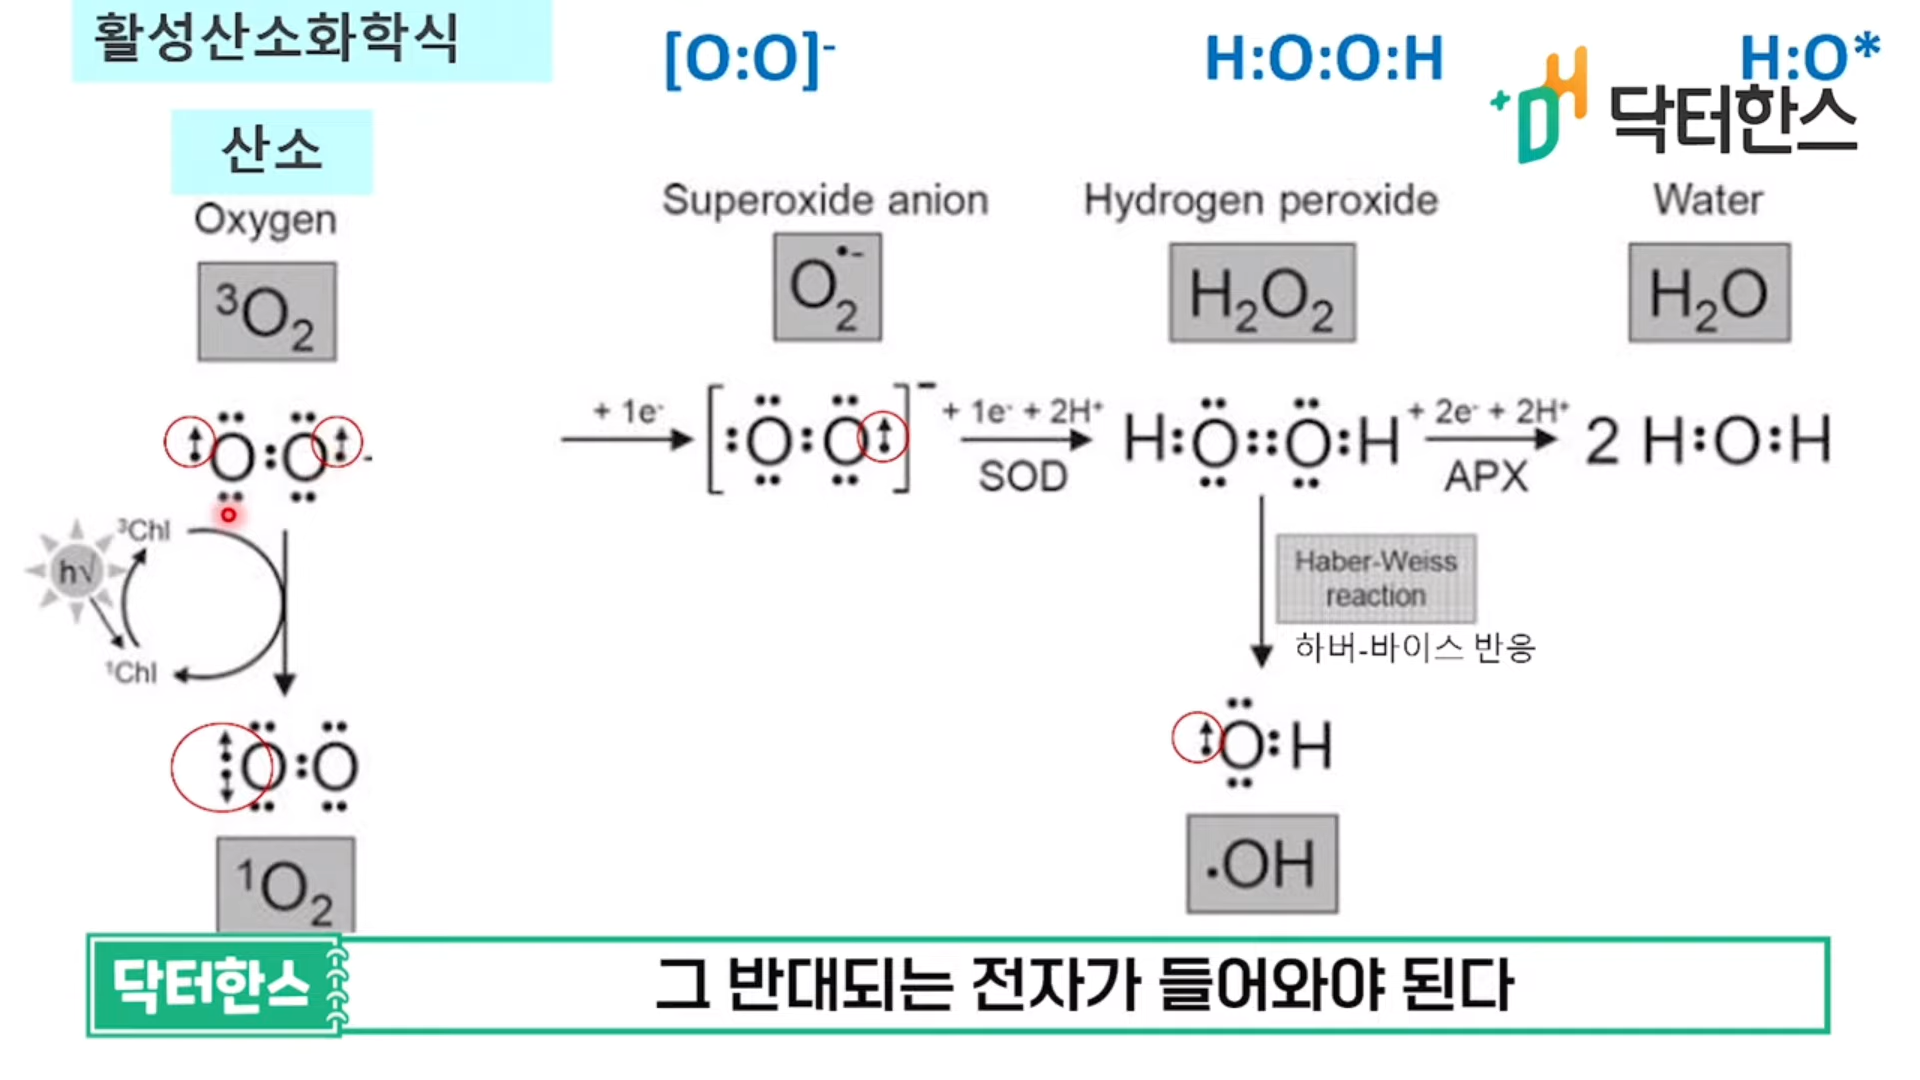 활성산소화학식
[O:O]⁻
H:O:O:H
H:O*
DH 닥터한스
산소
Oxygen
Superoxide anion
Hydrogen peroxide
Water
³O₂
O₂•⁻
H₂O₂
H₂O
O:O
+ 1e⁻
[:O:O]⁻
+ 1e⁻ + 2H⁺
SOD
H:O::O:H
+ 2e⁻ + 2H⁺
APX
2 H:O:H
³Chl
h√
¹Chl
Haber-Weiss
reaction
하버-바이스 반응
O:O
O:H
¹O₂
·OH
닥터한스
그 반대되는 전자가 들어와야 된다